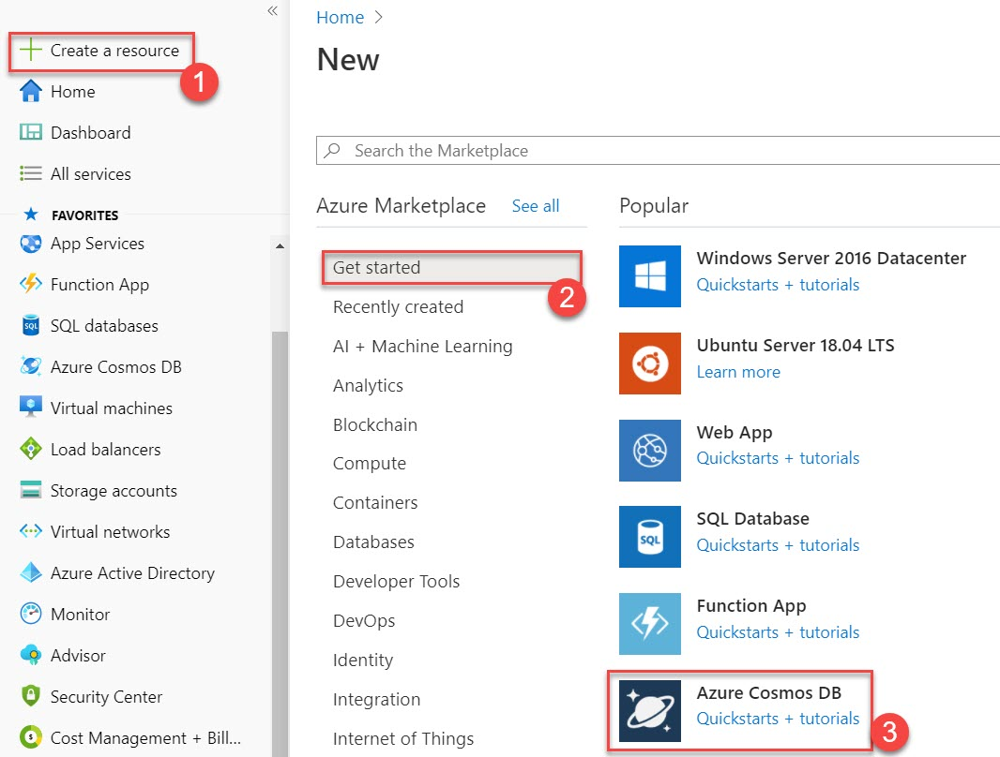 «
Create a resource
1
Home
Dashboard
All services
FAVORITES
App Services
Function App
SQL databases
Azure Cosmos DB
Virtual machines
Load balancers
Storage accounts
Virtual networks
Azure Active Directory
Monitor
Advisor
Security Center
Cost Management + Bill...
Home >
New
Search the Marketplace
Azure Marketplace See all
Get started
2
Recently created
AI + Machine Learning
Analytics
Blockchain
Compute
Containers
Databases
Developer Tools
DevOps
Identity
Integration
Internet of Things
Popular
Windows Server 2016 Datacenter
Quickstarts + tutorials
Ubuntu Server 18.04 LTS
Learn more
Web App
Quickstarts + tutorials
SQL
SQL Database
Quickstarts + tutorials
Function App
Quickstarts + tutorials
Azure Cosmos DB
Quickstarts + tutorials
3